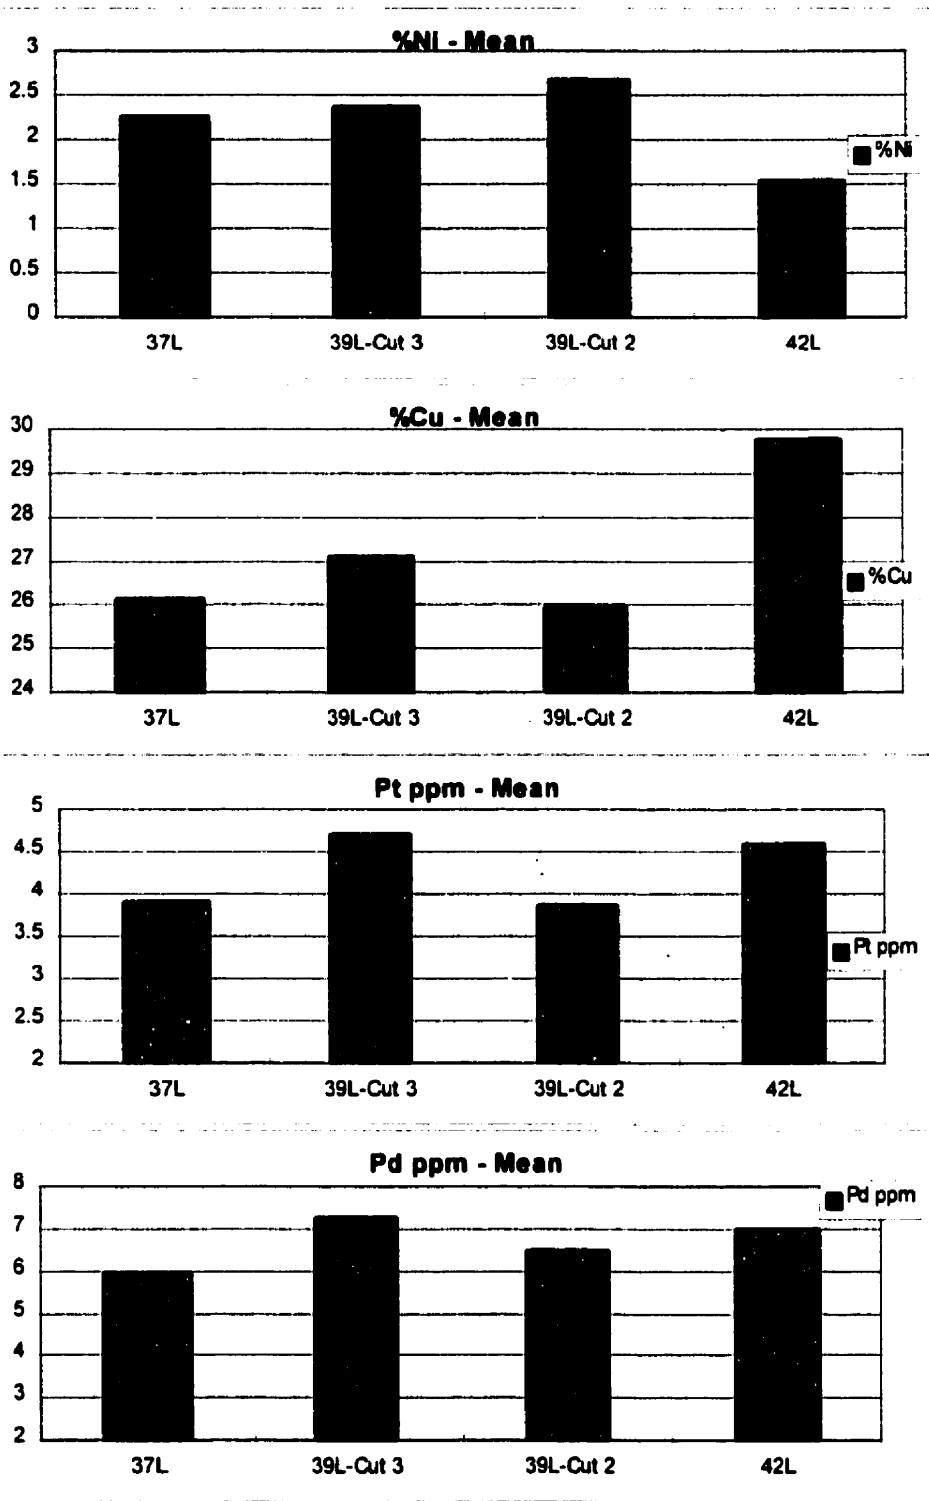 %Ni - Mean
3
2.5
2
1.5
1
0.5
0
%Ni
37L 39L-Cut 3 39L-Cut 2 42L
%Cu - Mean
30
29
28
27
26
25
24
%Cu
37L 39L-Cut 3 39L-Cut 2 42L
Pt ppm - Mean
5
4.5
4
3.5
3
2.5
2
Pt ppm
37L 39L-Cut 3 39L-Cut 2 42L
Pd ppm - Mean
8
7
6
5
4
3
2
Pd ppm
37L 39L-Cut 3 39L-Cut 2 42L